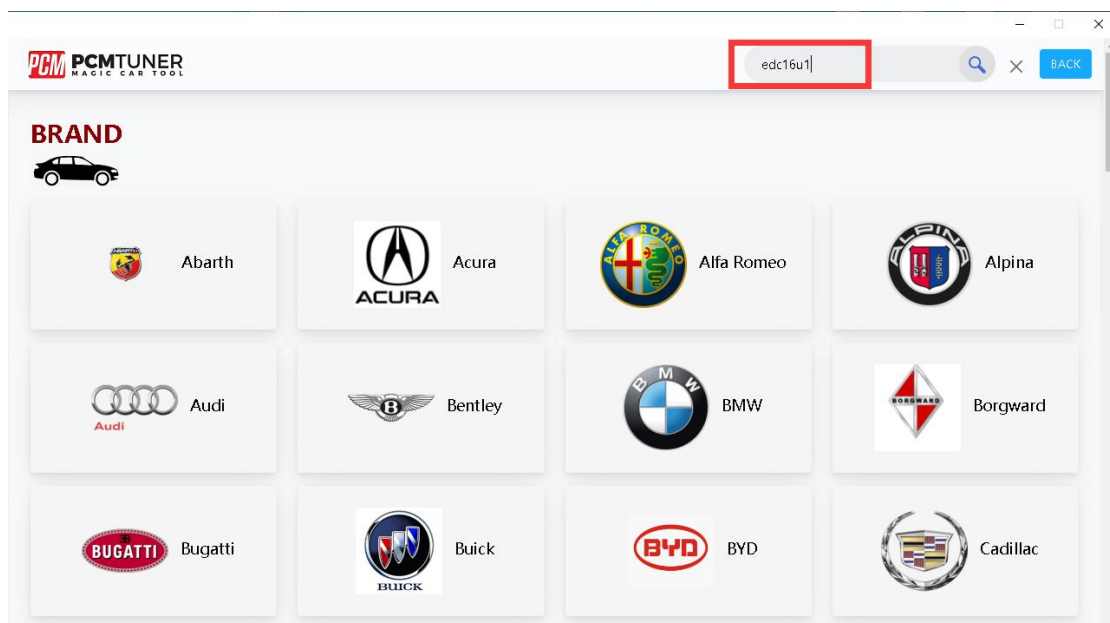 PCM PCMTUNER
MAGIC CAR TOOL
edc16u1
BACK
BRAND
Abarth
Acura
ACURA
ALFA ROMEO
Alfa Romeo
ALPINA
Alpina
Audi
Audi
B
Bentley
BMW
BMW
BORGWARD
Borgward
BUGATTI
Bugatti
BUICK
Buick
BYD
BYD
Cadillac